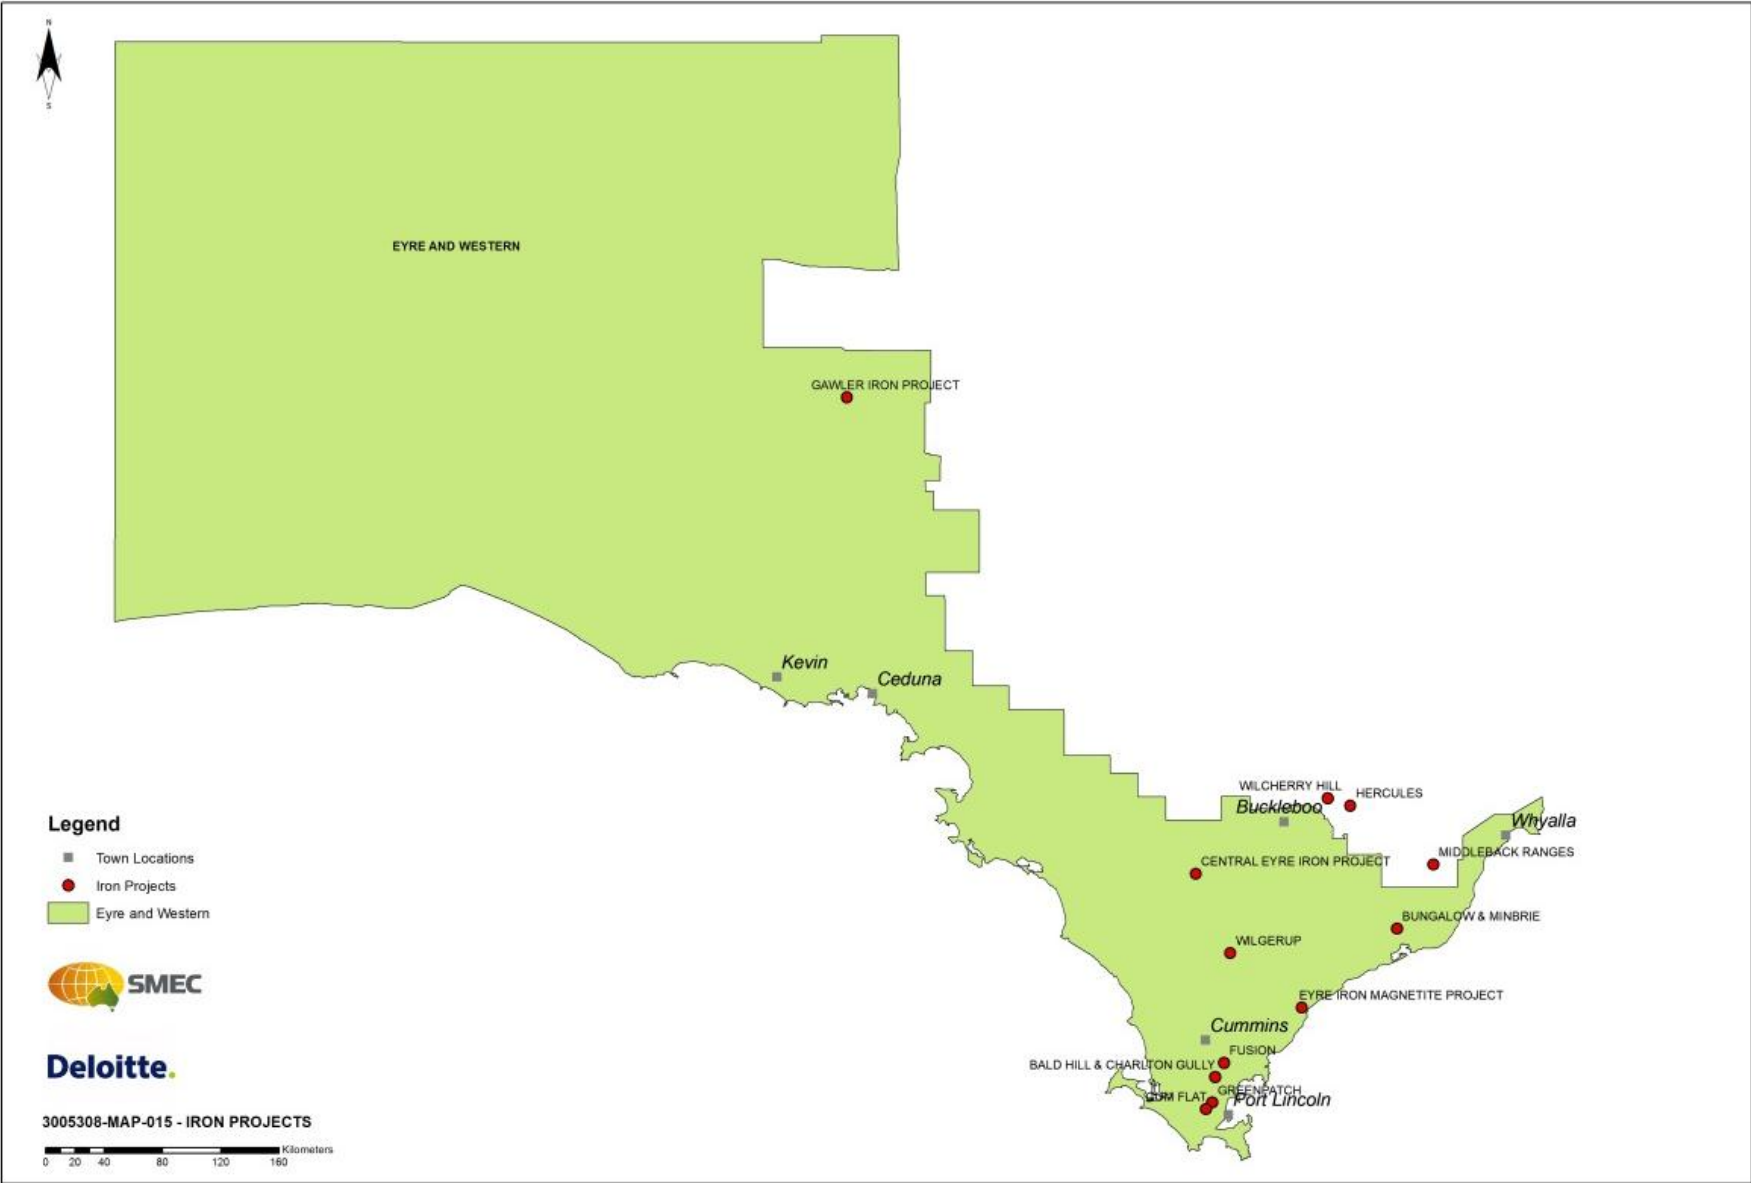 N
S
EYRE AND WESTERN
GAWLER IRON PROJECT
Kevin
Ceduna
WILCHERRY HILL
HERCULES
Buckleboo
Whyalla
MIDDLEBACK RANGES
CENTRAL EYRE IRON PROJECT
BUNGALOW & MINBRIE
WILGERUP
EYRE IRON MAGNETITE PROJECT
Cummins
FUSION
BALD HILL & CHARLTON GULLY
GREENPATCH
GUM FLAT
Port Lincoln
Legend
Town Locations
Iron Projects
Eyre and Western
SMEC
Deloitte.
3005308-MAP-015 - IRON PROJECTS
Kilometers
0 20 40 80 120 160